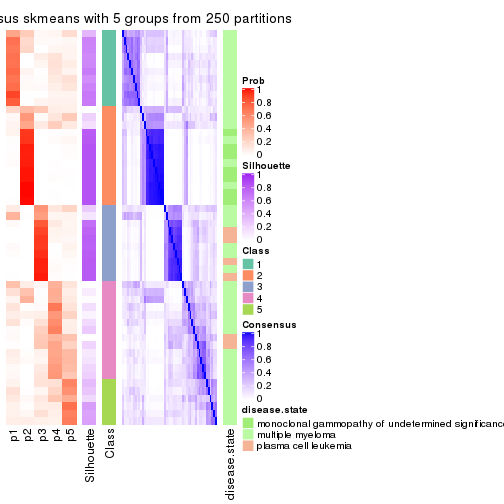 sus skmeans with 5 groups from 250 partitions
Prob
1
0.8
0.6
0.4
0.2
0
Silhouette
1
0.8
0.6
0.4
0.2
0
Class
1
2
3
4
5
Consensus
1
0.8
0.6
0.4
0.2
0
disease.state
monoclonal gammopathy of undetermined significance
multiple myeloma
plasma cell leukemia
p1
p2
p3
p4
p5
Silhouette
Class
disease.state